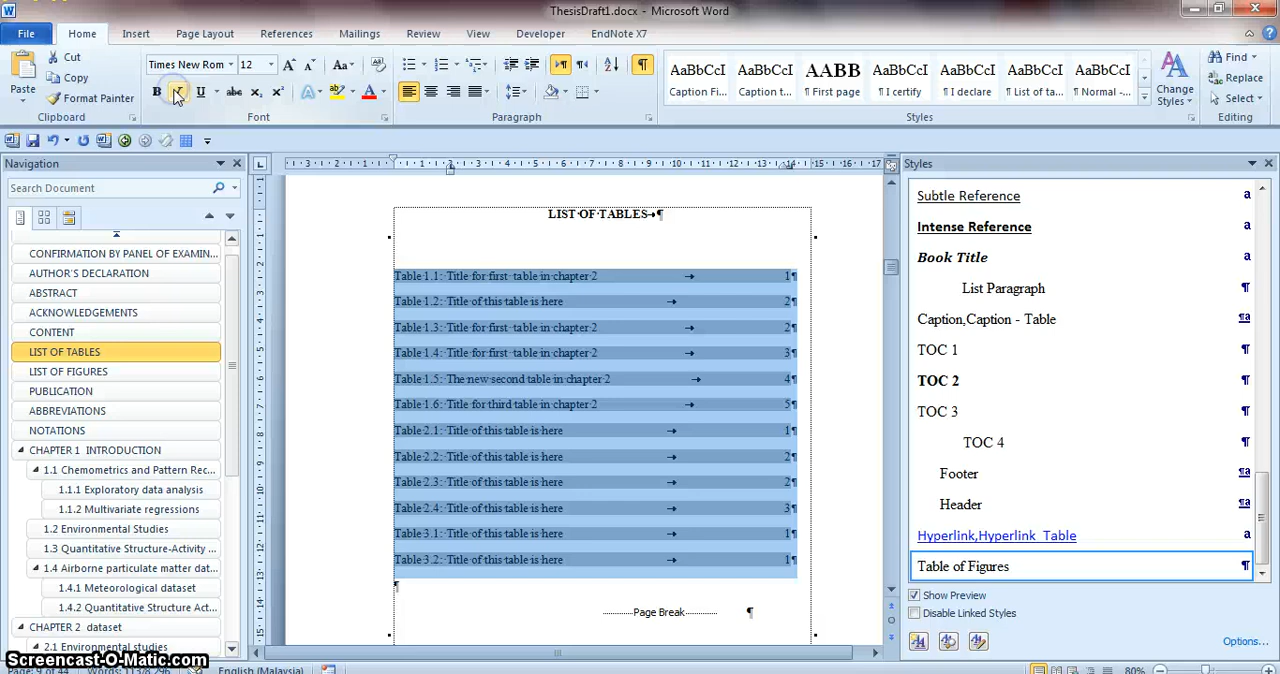 ThesisDraft1.docx - Microsoft Word
File Home Insert Page Layout References Mailings Review View Developer EndNote X7
Paste
Cut
Copy
Format Painter
Clipboard
Times New Rom 12
Font
Paragraph
AaBbCcI AaBbCcI AABB AaBbCcI AaBbCcI AaBbCcI AaBbCcI
Caption Fi... Caption t... ¶ First page ¶ I certify ¶ I declare ¶ List of ta... ¶ Normal -...
Change
Styles
Styles
Find
Replace
Select
Editing
Navigation
Search Document
CONFIRMATION BY PANEL OF EXAMIN...
AUTHOR'S DECLARATION
ABSTRACT
ACKNOWLEDGEMENTS
CONTENT
LIST OF TABLES
LIST OF FIGURES
PUBLICATION
ABBREVIATIONS
NOTATIONS
CHAPTER 1 INTRODUCTION
1.1 Chemometrics and Pattern Rec...
1.1.1 Exploratory data analysis
1.1.2 Multivariate regressions
1.2 Environmental Studies
1.3 Quantitative Structure-Activity ...
1.4 Airborne particulate matter dat...
1.4.1 Meteorological dataset
1.4.2 Quantitative Structure Act...
CHAPTER 2 dataset
2.1 Environmental studies
LIST·OF·TABLES→¶
Table·1.1:·Title·for·first··table·in·chapter·2 → 1¶
Table·1.2:·Title·of·this·table·is·here → 2¶
Table·1.3:·Title·for·first··table·in·chapter·2 → 2¶
Table·1.4:·Title·for·first··table·in·chapter·2 → 3¶
Table·1.5:·The·new·second·table·in·chapter·2 → 4¶
Table·1.6:·Title·for·third·table·in·chapter·2 → 5¶
Table·2.1:·Title·of·this·table·is·here → 1¶
Table·2.2:·Title·of·this·table·is·here → 2¶
Table·2.3:·Title·of·this·table·is·here → 2¶
Table·2.4:·Title·of·this·table·is·here → 3¶
Table·3.1:·Title·of·this·table·is·here → 1¶
Table·3.2:·Title·of·this·table·is·here → 1¶
¶
Page Break ¶
Styles
Subtle Reference a
Intense Reference a
Book Title a
List Paragraph ¶
Caption,Caption - Table ¶a
TOC 1 ¶
TOC 2 ¶
TOC 3 ¶
TOC 4 ¶
Footer ¶a
Header ¶a
Hyperlink,Hyperlink_Table a
Table of Figures ¶
Show Preview
Disable Linked Styles
Options...
Screencast-O-Matic.com
Page: 9 of 44 Words: 113/8,296 English (Malaysia) 80%